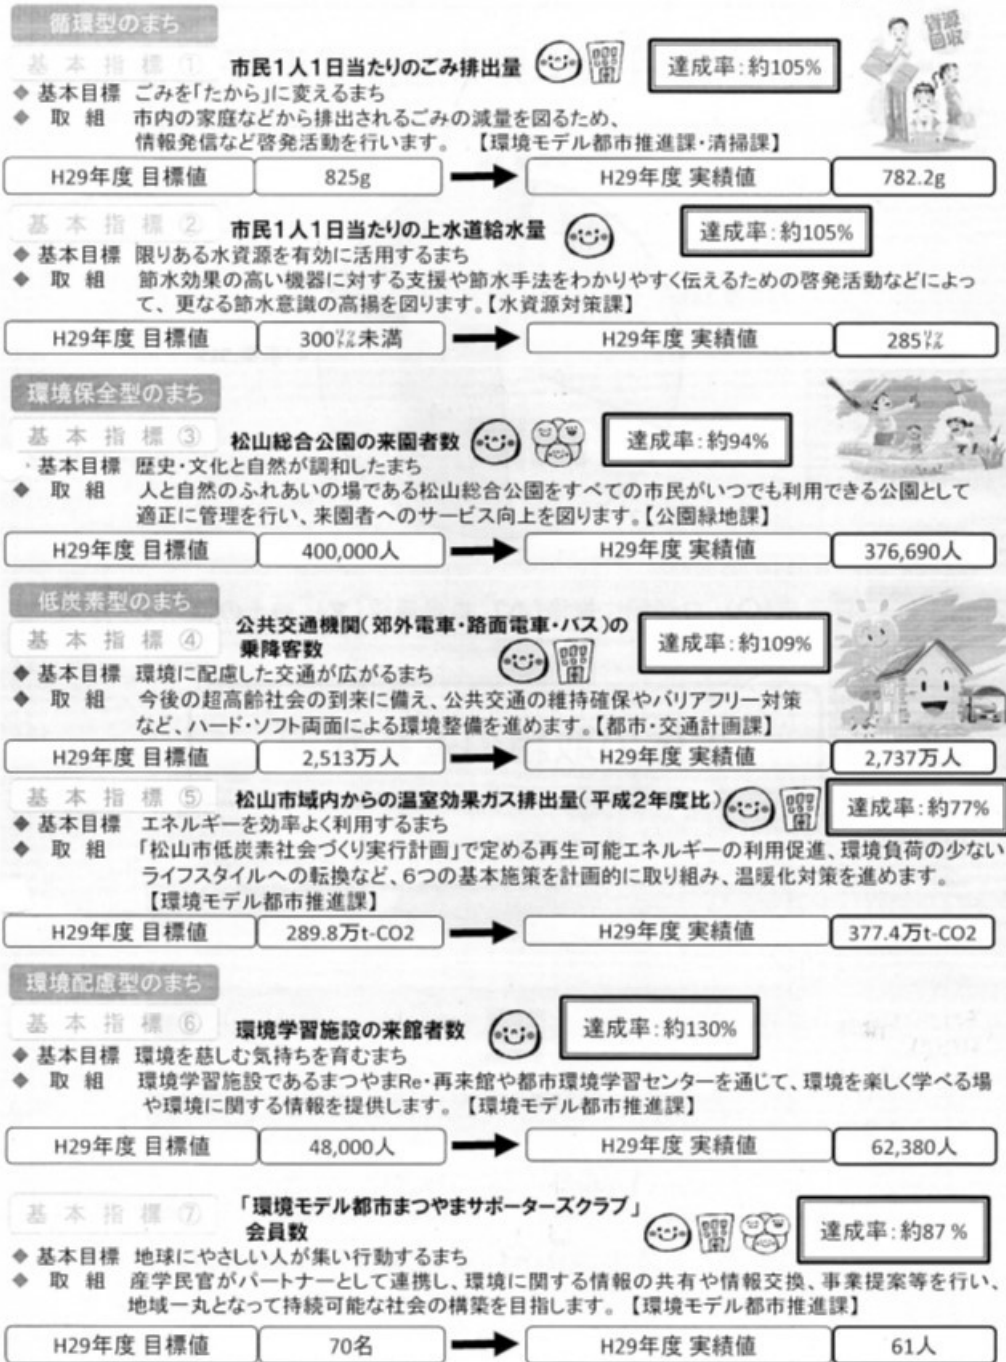 循環型のまち
資源
回収
基本指標①
市民1人1日当たりのごみ排出量
達成率:約105%
◆ 基本目標 ごみを「たから」に変えるまち
◆ 取組 市内の家庭などから排出されるごみの減量を図るため、
情報発信など啓発活動を行います。【環境モデル都市推進課・清掃課】
H29年度 目標値 825g H29年度 実績値 782.2g
基本指標②
市民1人1日当たりの上水道給水量
達成率:約105%
◆ 基本目標 限りある水資源を有効に活用するまち
◆ 取組 節水効果の高い機器に対する支援や節水手法をわかりやすく伝えるための啓発活動などによっ
て、更なる節水意識の高揚を図ります。【水資源対策課】
H29年度 目標値 300リットル未満 H29年度 実績値 285リットル
環境保全型のまち
基本指標③
松山総合公園の来園者数
達成率:約94%
基本目標 歴史・文化と自然が調和したまち
◆ 取組 人と自然のふれあいの場である松山総合公園をすべての市民がいつでも利用できる公園として
適正に管理を行い、来園者へのサービス向上を図ります。【公園緑地課】
H29年度 目標値 400,000人 H29年度 実績値 376,690人
低炭素型のまち
基本指標④
公共交通機関(郊外電車・路面電車・バス)の
乗降客数
達成率:約109%
◆ 基本目標 環境に配慮した交通が広がるまち
◆ 取組 今後の超高齢社会の到来に備え、公共交通の維持確保やバリアフリー対策
など、ハード・ソフト両面による環境整備を進めます。【都市・交通計画課】
H29年度 目標値 2,513万人 H29年度 実績値 2,737万人
基本指標⑤
松山市域内からの温室効果ガス排出量(平成2年度比)
達成率:約77%
◆ 基本目標 エネルギーを効率よく利用するまち
◆ 取組 「松山市低炭素社会づくり実行計画」で定める再生可能エネルギーの利用促進、環境負荷の少ない
ライフスタイルへの転換など、6つの基本施策を計画的に取り組み、温暖化対策を進めます。
【環境モデル都市推進課】
H29年度 目標値 289.8万t-CO2 H29年度 実績値 377.4万t-CO2
環境配慮型のまち
基本指標⑥
環境学習施設の来館者数
達成率:約130%
◆ 基本目標 環境を慈しむ気持ちを育むまち
◆ 取組 環境学習施設であるまつやまRe・再来館や都市環境学習センターを通じて、環境を楽しく学べる場
や環境に関する情報を提供します。【環境モデル都市推進課】
H29年度 目標値 48,000人 H29年度 実績値 62,380人
基本指標⑦
「環境モデル都市まつやまサポーターズクラブ」
会員数
達成率:約87%
◆ 基本目標 地球にやさしい人が集い行動するまち
◆ 取組 産学民官がパートナーとして連携し、環境に関する情報の共有や情報交換、事業提案等を行い、
地域一丸となって持続可能な社会の構築を目指します。【環境モデル都市推進課】
H29年度 目標値 70名 H29年度 実績値 61人